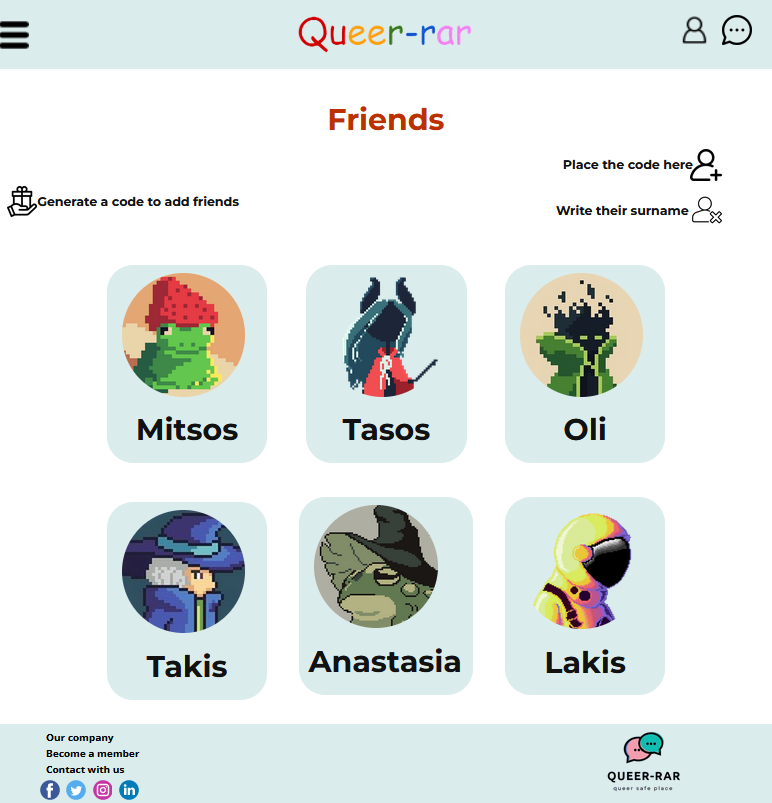 Queer-rar
Friends
Place the code here
Generate a code to add friends
Write their surname
Mitsos
Tasos
Oli
Takis
Anastasia
Lakis
Our company
Become a member
Contact with us
f
in
QUEER-RAR
queer safe place